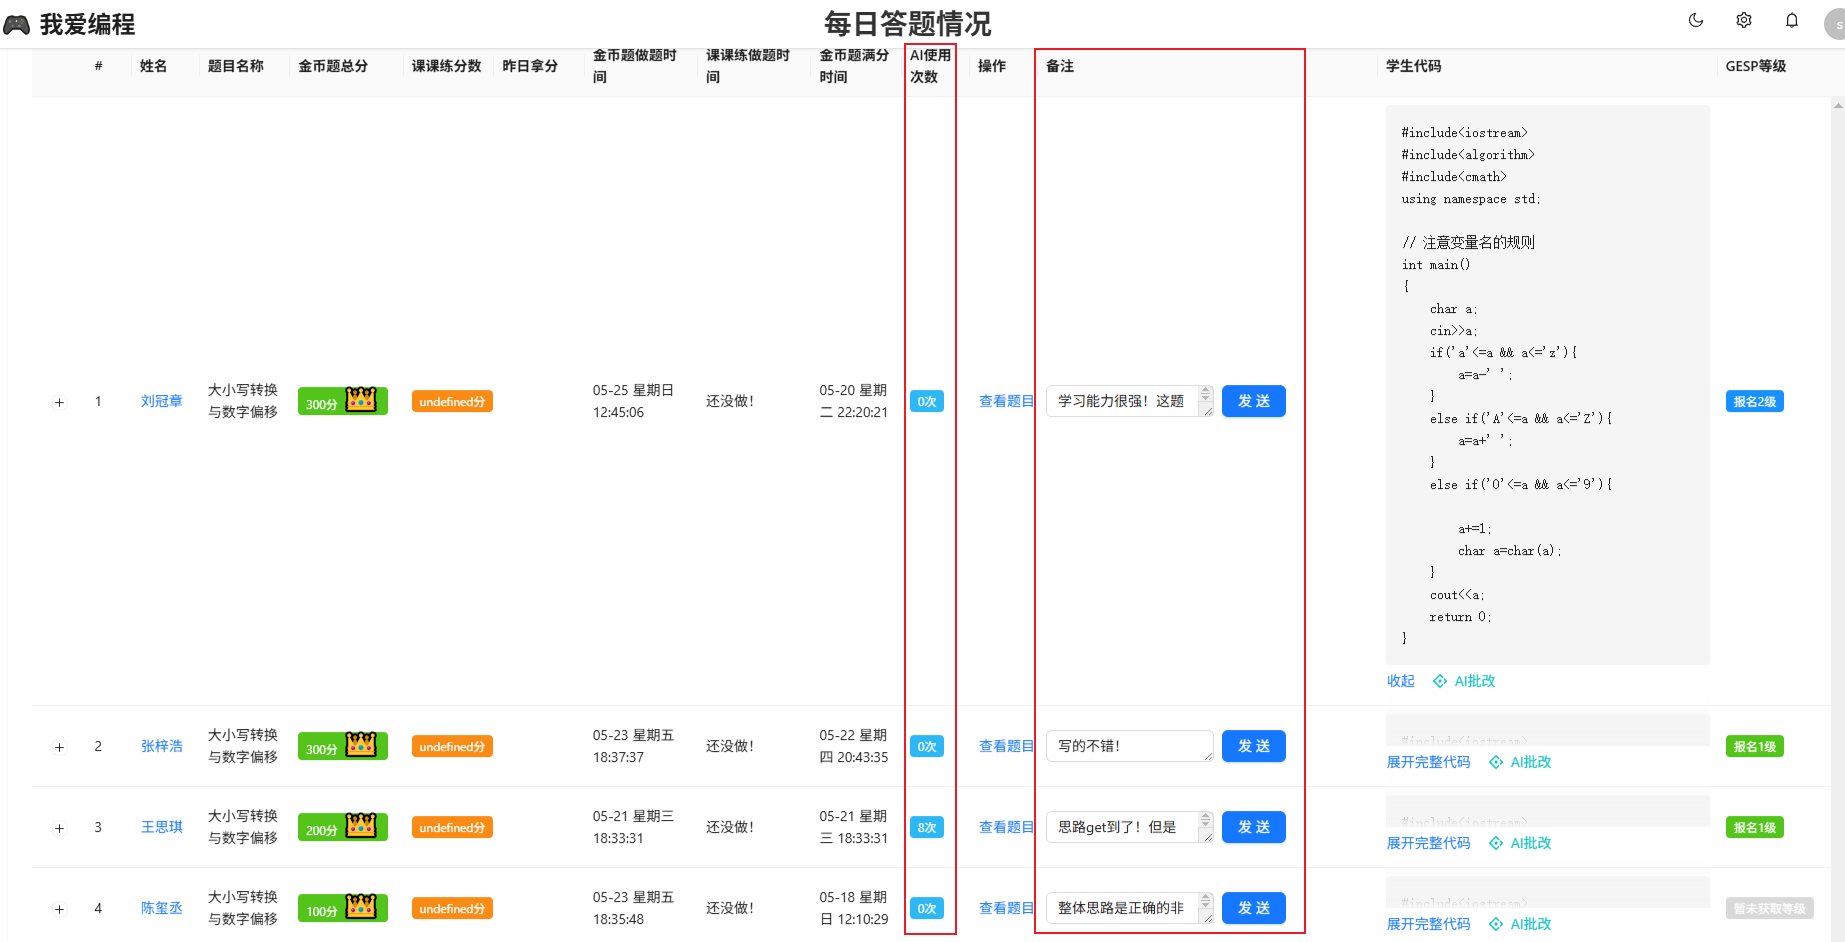 我爱编程
每日答题情况
s
#
姓名
题目名称
金币题总分
课课练分数
昨日拿分
金币题做题时
间
课课练做题时
间
金币题满分
时间
AI使用
次数
操作
备注
学生代码
GESP等级
1
刘冠章
大小写转换
与数字偏移
300分
undefined分
05-25 星期日
12:45:06
还没做!
05-20 星期
二 22:20:21
0次
查看题目
学习能力很强! 这题
发 送
#include<iostream>
#include<algorithm>
#include<cmath>
using namespace std;
// 注意变量名的规则
int main()
{
char a;
cin>>a;
if('a'<=a && a<='z'){
a=a-' ';
}
else if('A'<=a && a<='Z'){
a=a+' ';
}
else if('0'<=a && a<='9'){
a+=1;
char a=char(a);
}
cout<<a;
return 0;
}
收起
AI批改
报名2级
2
张梓浩
大小写转换
与数字偏移
300分
undefined分
05-23 星期五
18:37:37
还没做!
05-22 星期
四 20:43:35
0次
查看题目
写的不错!
发 送
#include<iostream>
展开完整代码
AI批改
报名1级
3
王思琪
大小写转换
与数字偏移
200分
undefined分
05-21 星期三
18:33:31
还没做!
05-21 星期
三 18:33:31
8次
查看题目
思路get到了! 但是
发 送
#include<iostream>
展开完整代码
AI批改
报名1级
4
陈玺丞
大小写转换
与数字偏移
100分
undefined分
05-23 星期五
18:35:48
还没做!
05-18 星期
日 12:10:29
0次
查看题目
整体思路是正确的非
发 送
#include<iostream>
展开完整代码
AI批改
暂未获取等级